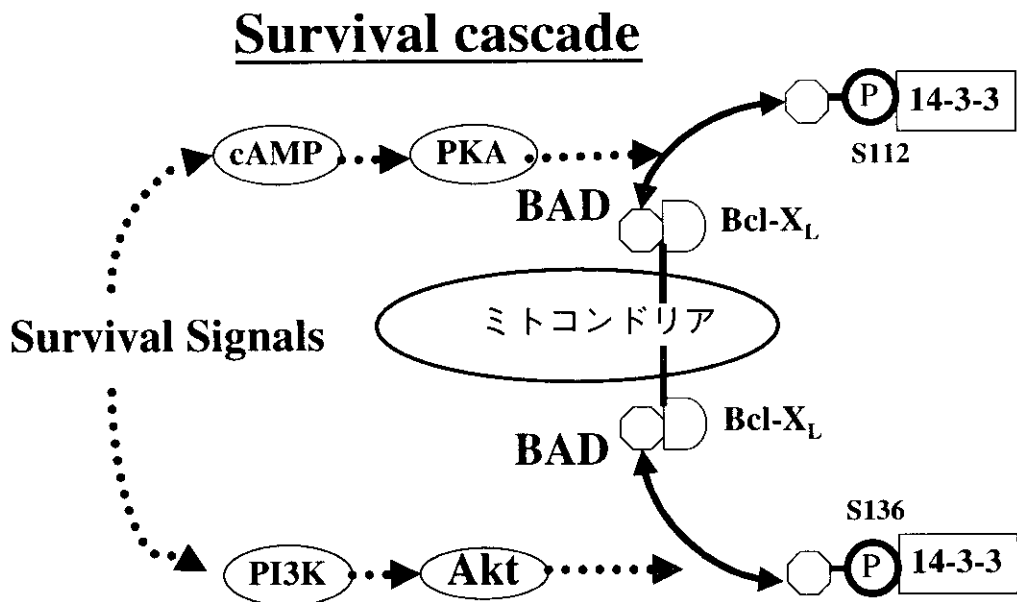 Survival cascade
cAMP
PKA
P
14-3-3
S112
BAD
Bcl-XL
ミトコンドリア
Survival Signals
BAD
Bcl-XL
S136
PI3K
Akt
P
14-3-3